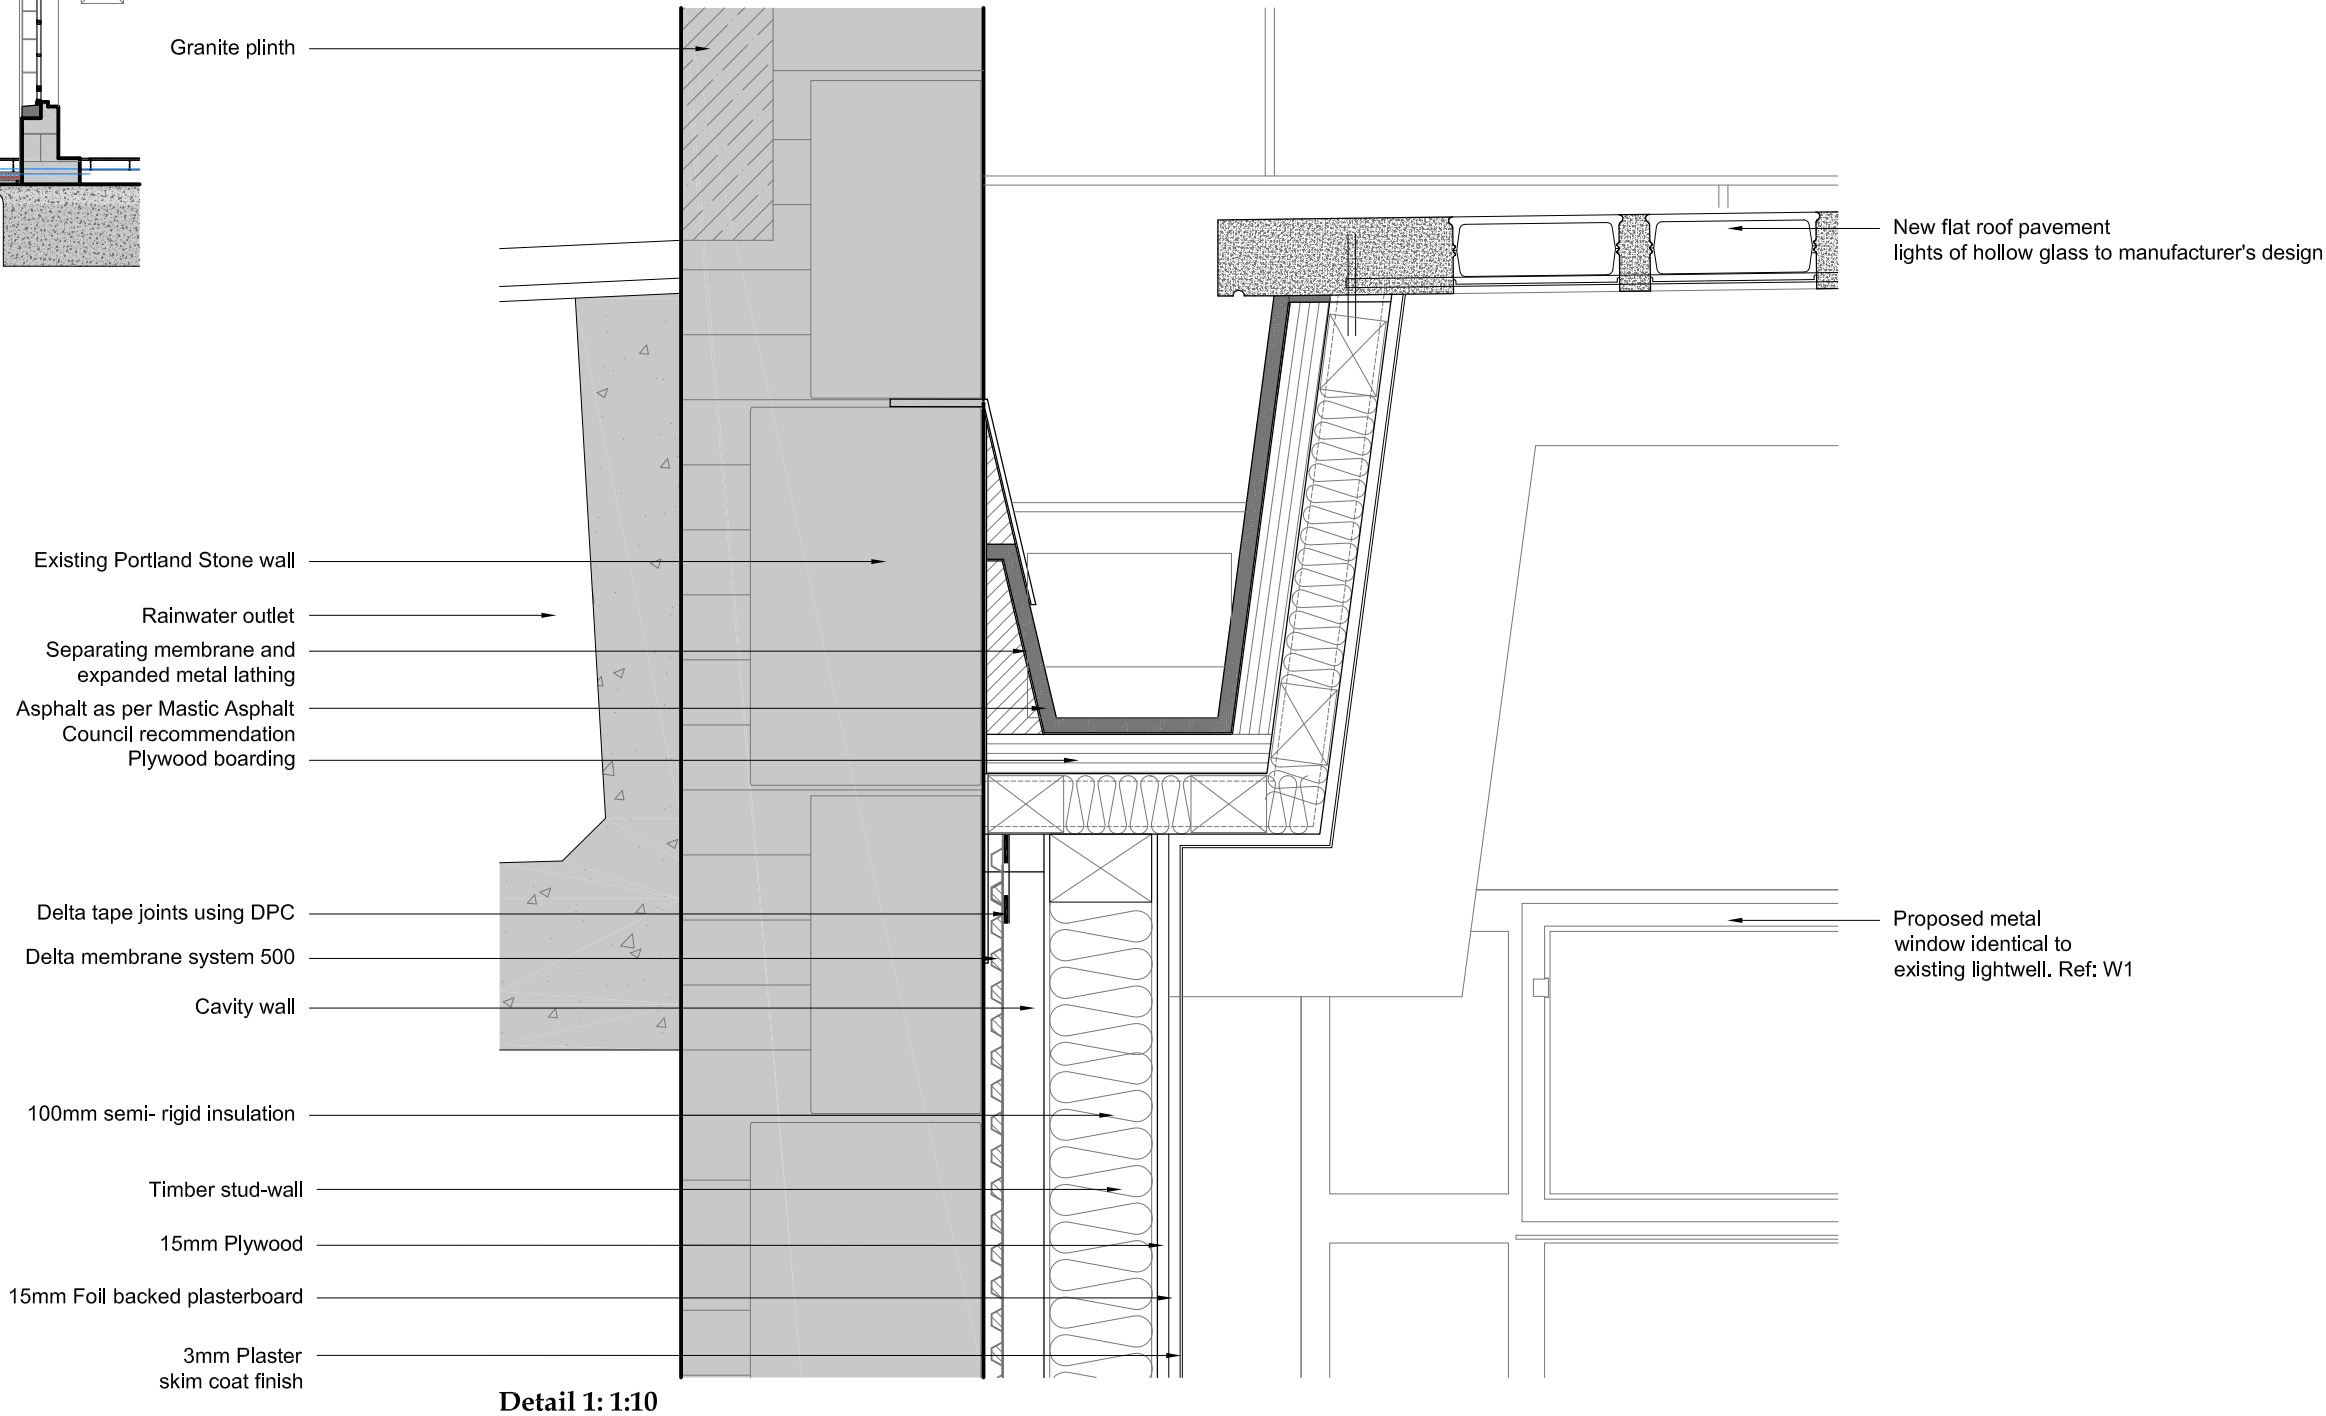 Granite plinth
New flat roof pavement
lights of hollow glass to manufacturer's design
Existing Portland Stone wall
Rainwater outlet
Separating membrane and
expanded metal lathing
Asphalt as per Mastic Asphalt
Council recommendation
Plywood boarding
Delta tape joints using DPC
Proposed metal
window identical to
existing lightwell. Ref: W1
Delta membrane system 500
Cavity wall
100mm semi- rigid insulation
Timber stud-wall
15mm Plywood
15mm Foil backed plasterboard
3mm Plaster
skim coat finish
Detail 1: 1:10